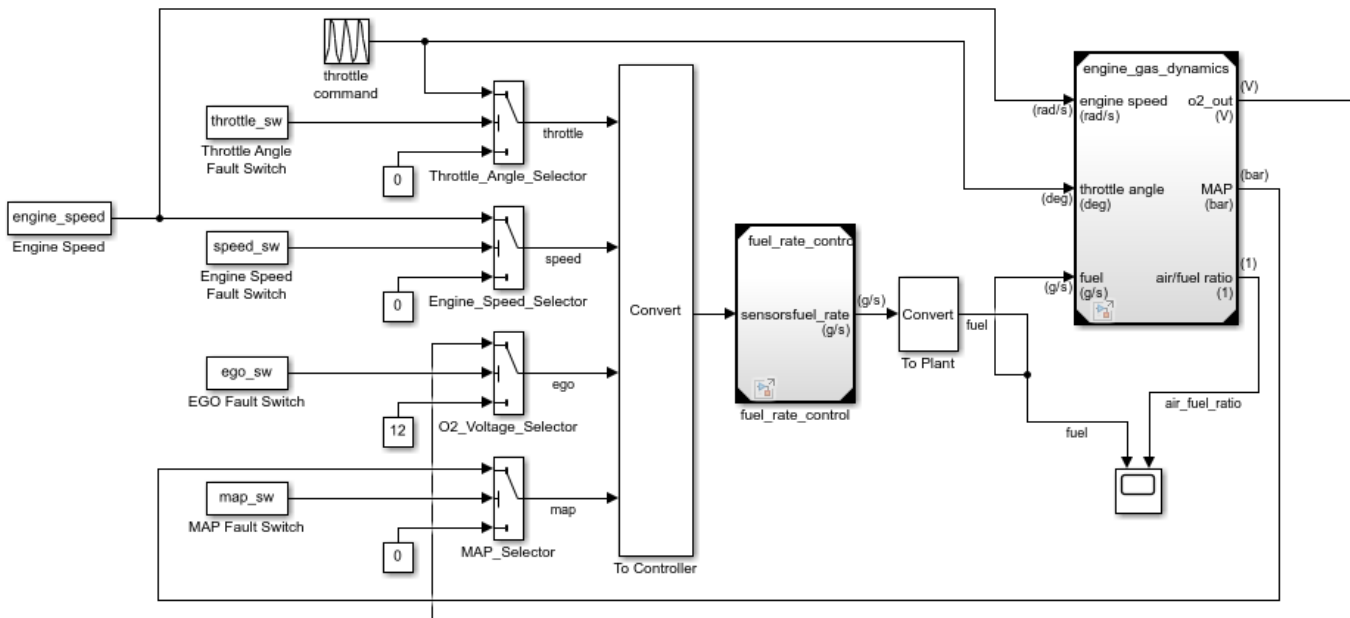 throttle
command
throttle_sw
Throttle Angle
Fault Switch
0
Throttle_Angle_Selector
throttle
engine_speed
Engine Speed
speed_sw
Engine Speed
Fault Switch
0
Engine_Speed_Selector
speed
ego_sw
EGO Fault Switch
12
O2_Voltage_Selector
ego
map_sw
MAP Fault Switch
0
MAP_Selector
map
Convert
To Controller
fuel_rate_contro
sensorsfuel_rate
(g/s)
fuel_rate_control
(g/s)
Convert
To Plant
fuel
engine_gas_dynamics
(rad/s)
engine speed
(rad/s)
o2_out
(V)
(V)
(deg)
throttle angle
(deg)
MAP
(bar)
(bar)
(g/s)
fuel
(g/s)
air/fuel ratio
(1)
(1)
air_fuel_ratio
fuel